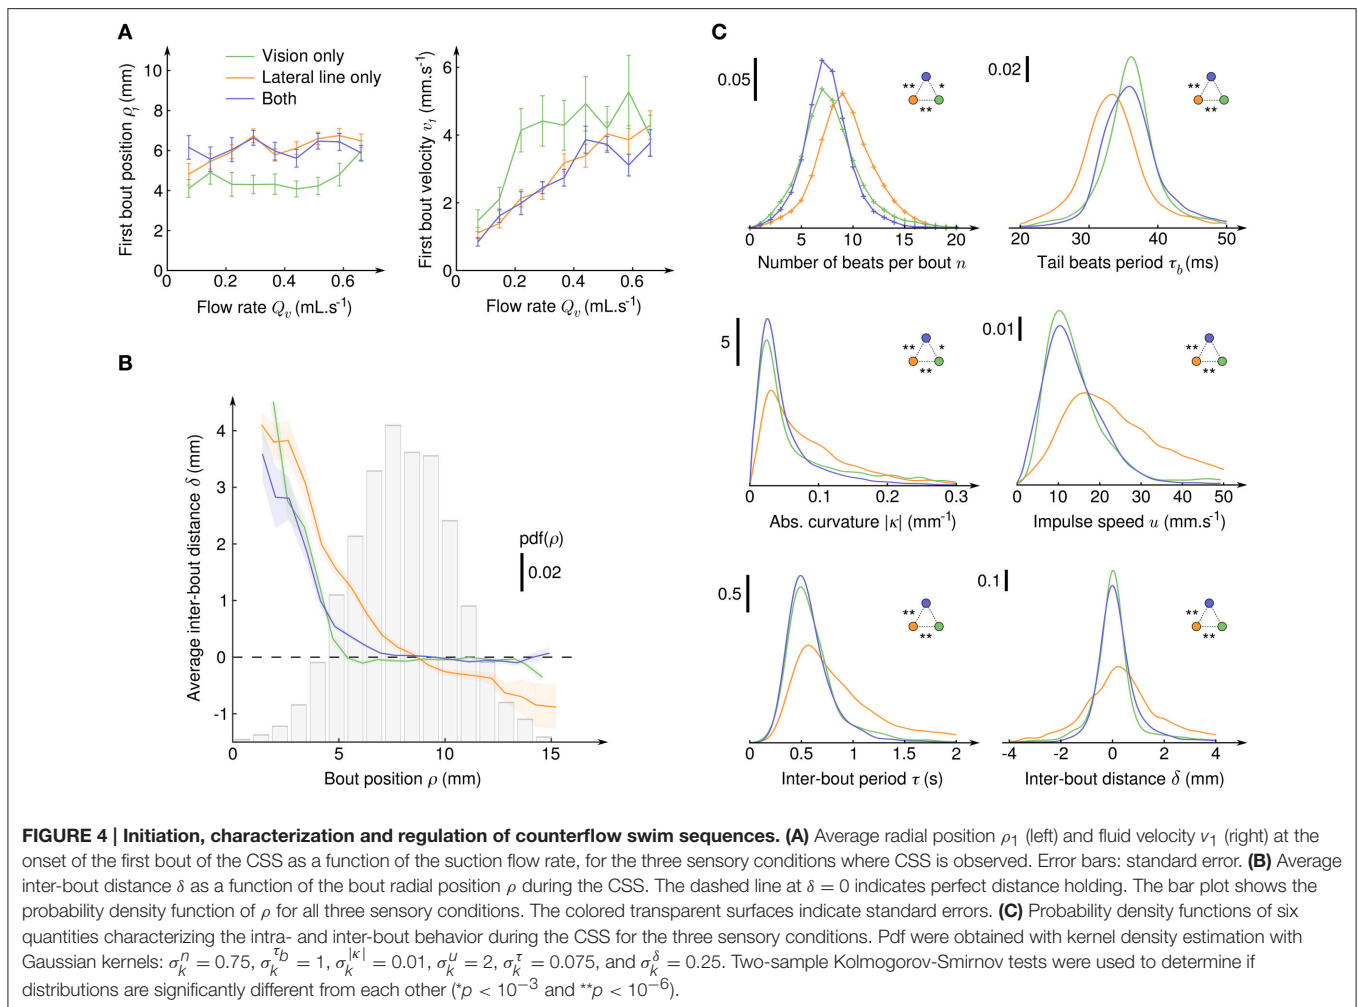 A
First bout position ρ₁ (mm)
10
8
6
4
2
0
0
0.2
0.4
0.6
Flow rate Qᵥ (mL.s⁻¹)
Vision only
Lateral line only
Both
First bout velocity v₁ (mm.s⁻¹)
6
4
2
0
0
0.2
0.4
0.6
Flow rate Qᵥ (mL.s⁻¹)
B
Average inter-bout distance δ (mm)
4
3
2
1
0
-1
0
5
10
15
Bout position ρ (mm)
pdf(ρ)
0.02
C
0.05
** *
**
0
5
10
15
20
Number of beats per bout n
0.02
**
**
20
30
40
50
Tail beats period τ_b (ms)
5
** *
**
0
0.1
0.2
0.3
Abs. curvature |κ| (mm⁻¹)
0.01
** *
**
0
10
20
30
40
50
Impulse speed u (mm.s⁻¹)
0.5
**
**
0
0.5
1
1.5
2
Inter-bout period τ (s)
0.1
**
**
-4
-2
0
2
4
Inter-bout distance δ (mm)
FIGURE 4 | Initiation, characterization and regulation of counterflow swim sequences. (A) Average radial position ρ₁ (left) and fluid velocity v₁ (right) at the
onset of the first bout of the CSS as a function of the suction flow rate, for the three sensory conditions where CSS is observed. Error bars: standard error. (B) Average
inter-bout distance δ as a function of the bout radial position ρ during the CSS. The dashed line at δ = 0 indicates perfect distance holding. The bar plot shows the
probability density function of ρ for all three sensory conditions. The colored transparent surfaces indicate standard errors. (C) Probability density functions of six
quantities characterizing the intra- and inter-bout behavior during the CSS for the three sensory conditions. Pdf were obtained with kernel density estimation with
Gaussian kernels: σ_k^n = 0.75, σ_k^{τ_b} = 1, σ_k^{|κ|} = 0.01, σ_k^u = 2, σ_k^τ = 0.075, and σ_k^δ = 0.25. Two-sample Kolmogorov-Smirnov tests were used to determine if
distributions are significantly different from each other (*p < 10⁻³ and **p < 10⁻⁶).